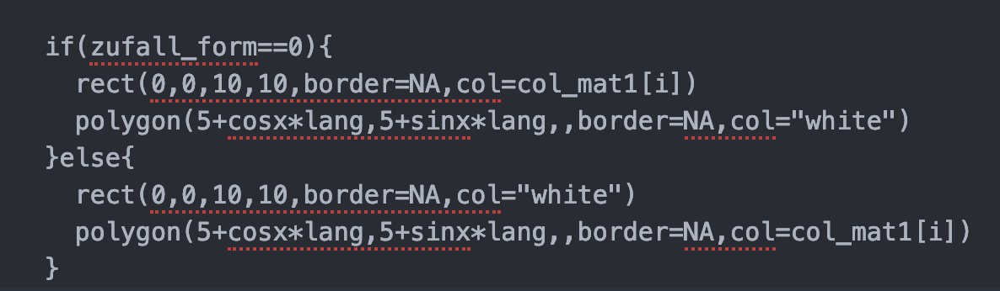 if(zufall_form==0){
  rect(0,0,10,10,border=NA,col=col_mat1[i])
  polygon(5+cosx*lang,5+sinx*lang,,border=NA,col="white")
}else{
  rect(0,0,10,10,border=NA,col="white")
  polygon(5+cosx*lang,5+sinx*lang,,border=NA,col=col_mat1[i])
}